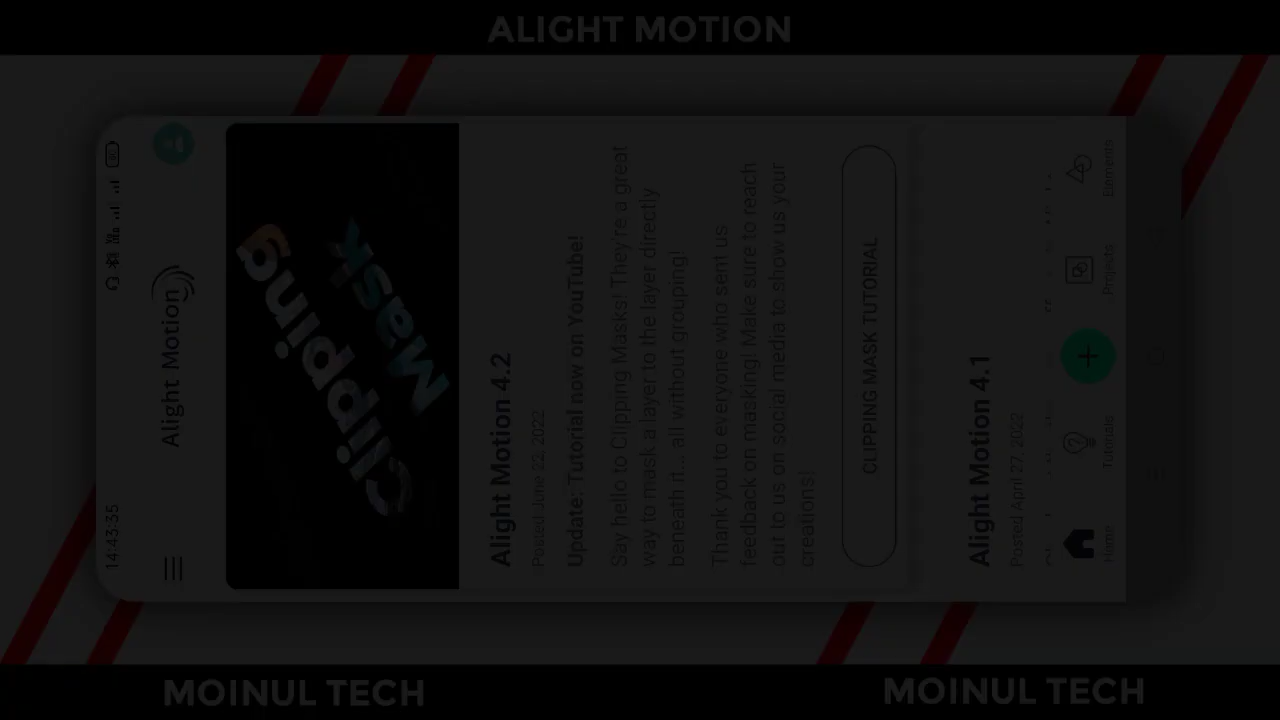 ALIGHT MOTION
14:43:35
Alight Motion
Clipping
Mask
Alight Motion 4.2
Posted June 22, 2022
Update: Tutorial now on YouTube!
Say hello to Clipping Masks! They're a great
way to mask a layer to the layer directly
beneath it... all without grouping!
Thank you to everyone who sent us
feedback on masking! Make sure to reach
out to us on social media to show us your
creations!
CLIPPING MASK TUTORIAL
Alight Motion 4.1
Posted April 27, 2022
Home
Tutorials
Projects
Elements
MOINUL TECH
MOINUL TECH